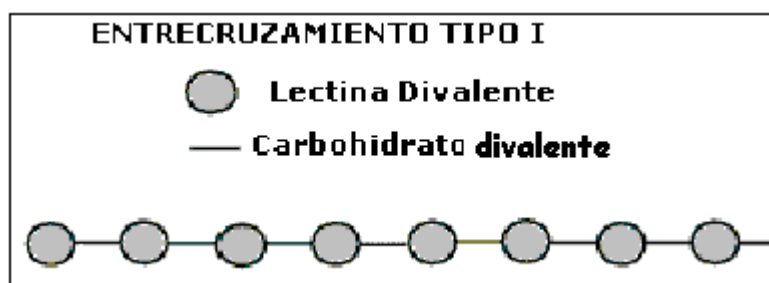 ENTRECRUZAMIENTO TIPO I
Lectina Divalente
Carbohidrato divalente